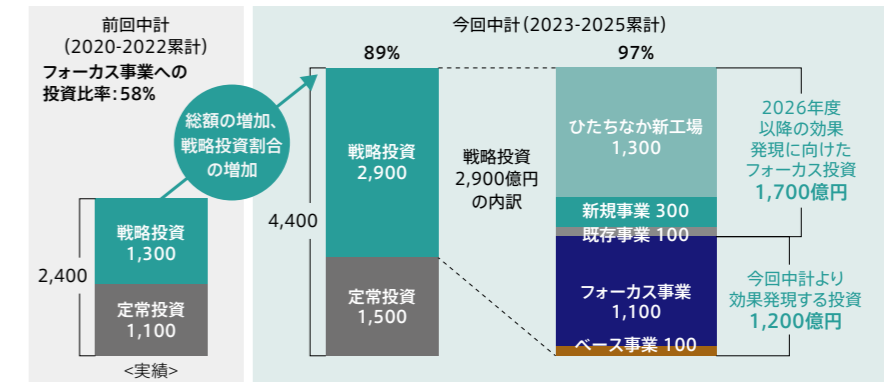 前回中計
(2020-2022累計)
フォーカス事業への
投資比率:58%
総額の増加、
戦略投資割合
の増加
2,400
戦略投資
1,300
定常投資
1,100
<実績>
今回中計(2023-2025累計)
89%
4,400
戦略投資
2,900
定常投資
1,500
戦略投資
2,900億円
の内訳
97%
ひたちなか新工場
1,300
新規事業 300
既存事業 100
フォーカス事業
1,100
ベース事業 100
2026年度
以降の効果
発現に向けた
フォーカス投資
1,700億円
今回中計より
効果発現する投資
1,200億円